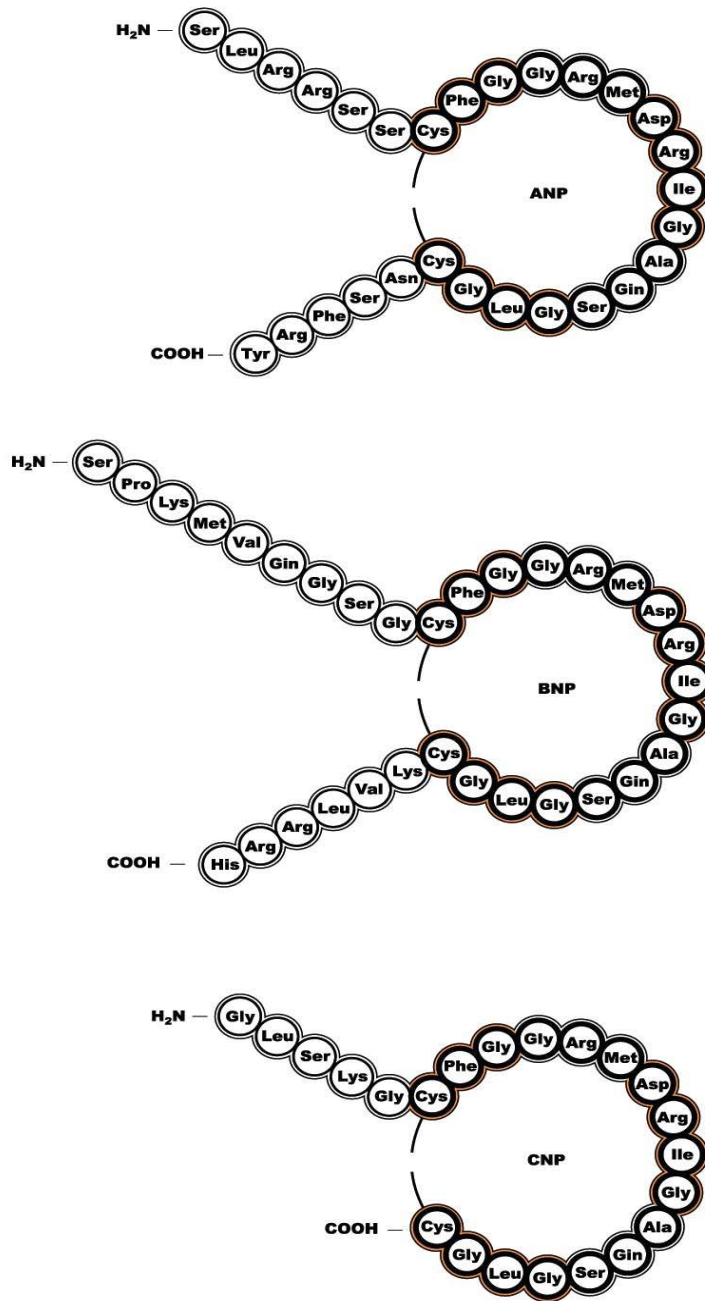 H₂N – Ser Leu Arg Arg Ser Ser Cys Phe Gly Gly Arg Met Asp Arg Ile Gly Ala Gin Ser Gly Leu Gly Cys Asn Ser Phe Arg Tyr – COOH
ANP
H₂N – Ser Pro Lys Met Val Gin Gly Ser Gly Cys Phe Gly Gly Arg Met Asp Arg Ile Gly Ala Gin Ser Gly Leu Gly Cys Lys Val Leu Arg Arg His – COOH
BNP
H₂N – Gly Leu Ser Lys Gly Cys Phe Gly Gly Arg Met Asp Arg Ile Gly Ala Gin Ser Gly Leu Gly Cys – COOH
CNP